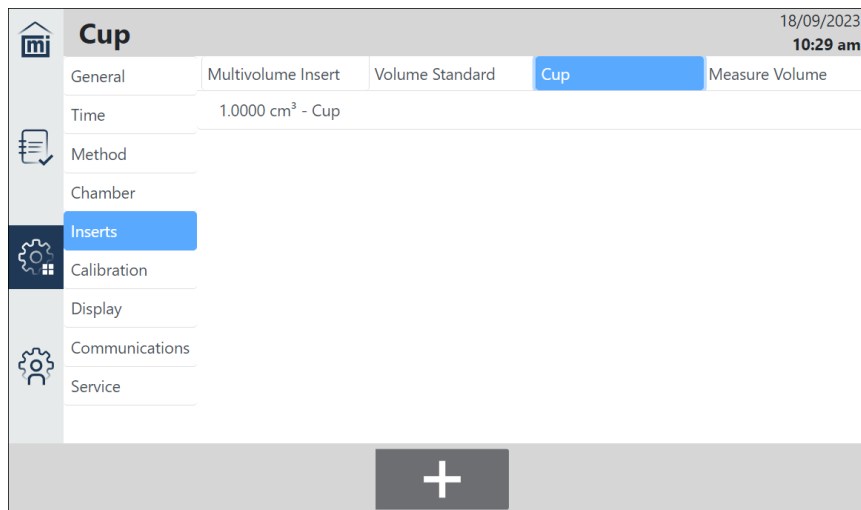 mi
Cup
18/09/2023
10:29 am
General
Time
Method
Chamber
Inserts
Calibration
Display
Communications
Service
Multivolume Insert
Volume Standard
Cup
Measure Volume
1.0000 cm³ - Cup